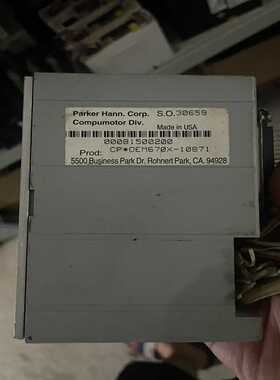 Parker Hann. Corp. S.O.30659
Compumotor Div.
Made in USA
00081500200
Prod: CP*OEM670X-10871
5500 Business Park Dr. Rohnert Park, CA. 94928